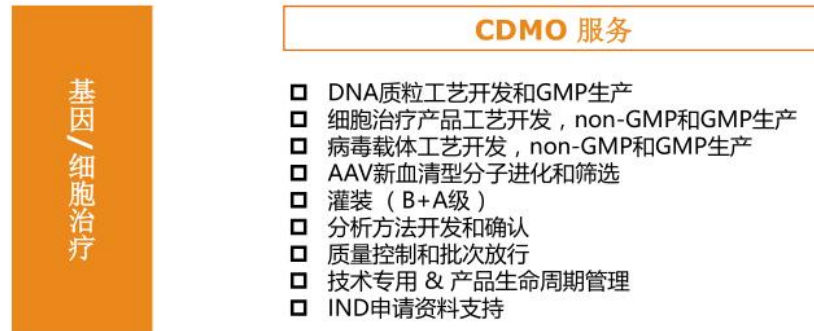 基因/细胞治疗
CDMO 服务
DNA质粒工艺开发和GMP生产
细胞治疗产品工艺开发，non-GMP和GMP生产
病毒载体工艺开发，non-GMP和GMP生产
AAV新血清型分子进化和筛选
灌装（B+A级）
分析方法开发和确认
质量控制和批次放行
技术专用 & 产品生命周期管理
IND申请资料支持